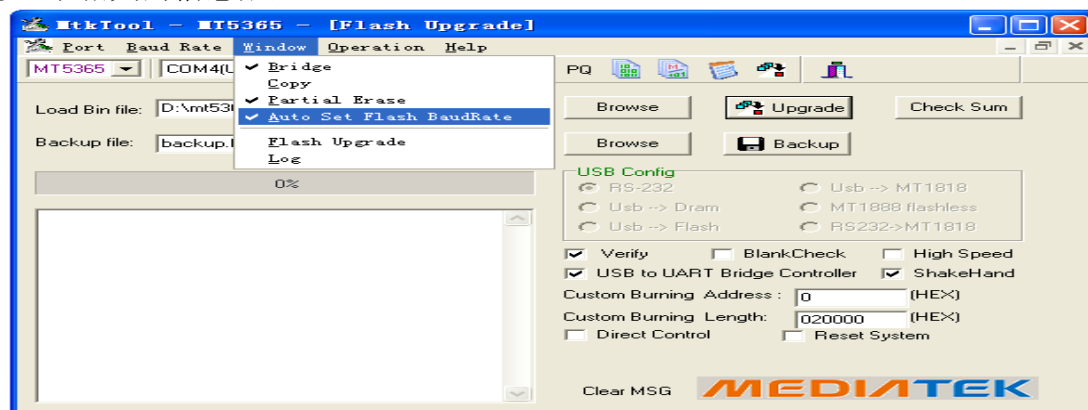 MtkTool - MT5365 - [Flash Upgrade]
Port Baud Rate Window Operation Help
MT5365 COM4(U PQ
Bridge
Copy
Partial Erase
Auto Set Flash BaudRate
Flash Upgrade
Log
Load Bin file: Browse Upgrade Check Sum
Backup file: Browse Backup
0%
USB Config
RS-232 Usb --> MT1818
Usb --> Dram MT1888 flashless
Usb --> Flash RS232->MT1818
Verify BlankCheck High Speed
USB to UART Bridge Controller ShakeHand
Custom Burning Address : 0 (HEX)
Custom Burning Length: 020000 (HEX)
Direct Control Reset System
Clear MSG MEDIATEK